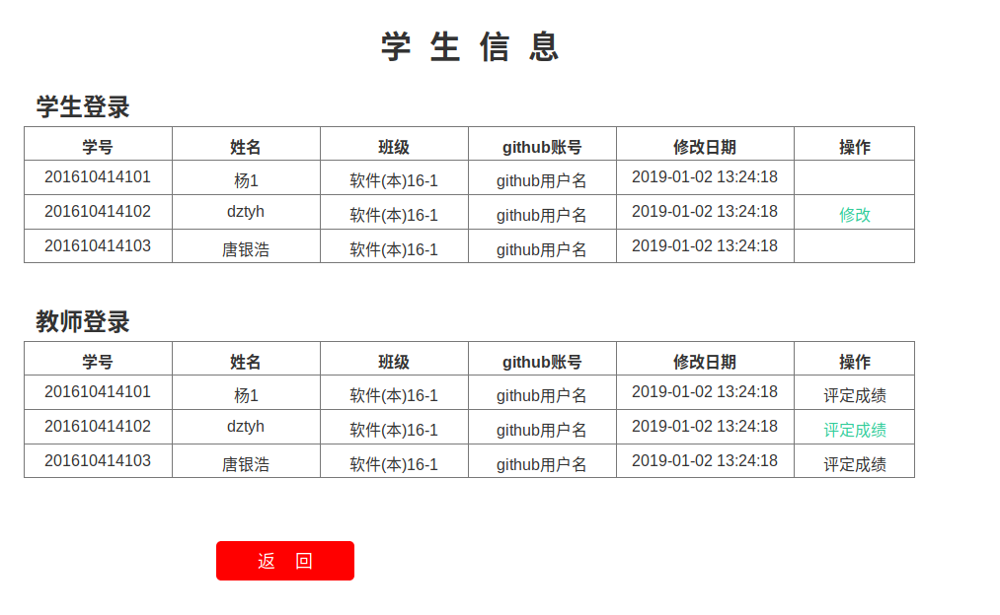 学 生 信 息
学生登录
学号 姓名 班级 github账号 修改日期 操作
201610414101 杨1 软件(本)16-1 github用户名 2019-01-02 13:24:18
201610414102 dztyh 软件(本)16-1 github用户名 2019-01-02 13:24:18 修改
201610414103 唐银浩 软件(本)16-1 github用户名 2019-01-02 13:24:18
教师登录
学号 姓名 班级 github账号 修改日期 操作
201610414101 杨1 软件(本)16-1 github用户名 2019-01-02 13:24:18 评定成绩
201610414102 dztyh 软件(本)16-1 github用户名 2019-01-02 13:24:18 评定成绩
201610414103 唐银浩 软件(本)16-1 github用户名 2019-01-02 13:24:18 评定成绩
返 回